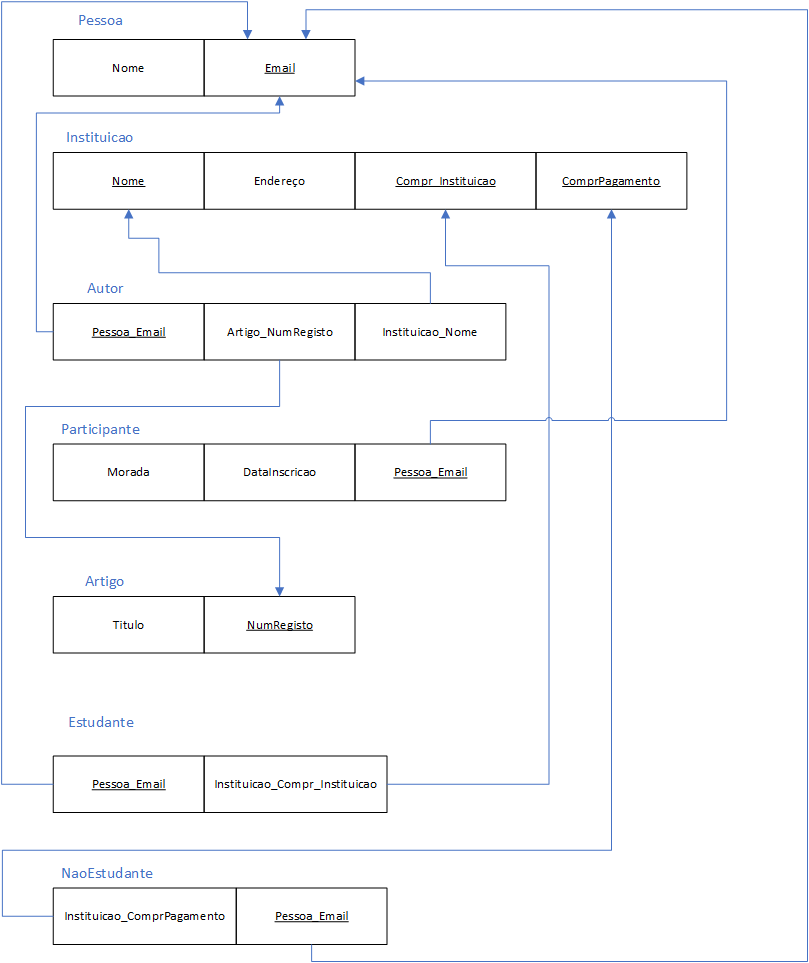 Pessoa
Nome Email
Instituicao
Nome Endereço Compr_Instituicao ComprPagamento
Autor
Pessoa_Email Artigo_NumRegisto Instituicao_Nome
Participante
Morada DataInscricao Pessoa_Email
Artigo
Titulo NumRegisto
Estudante
Pessoa_Email Instituicao_Compr_Instituicao
NaoEstudante
Instituicao_ComprPagamento Pessoa_Email